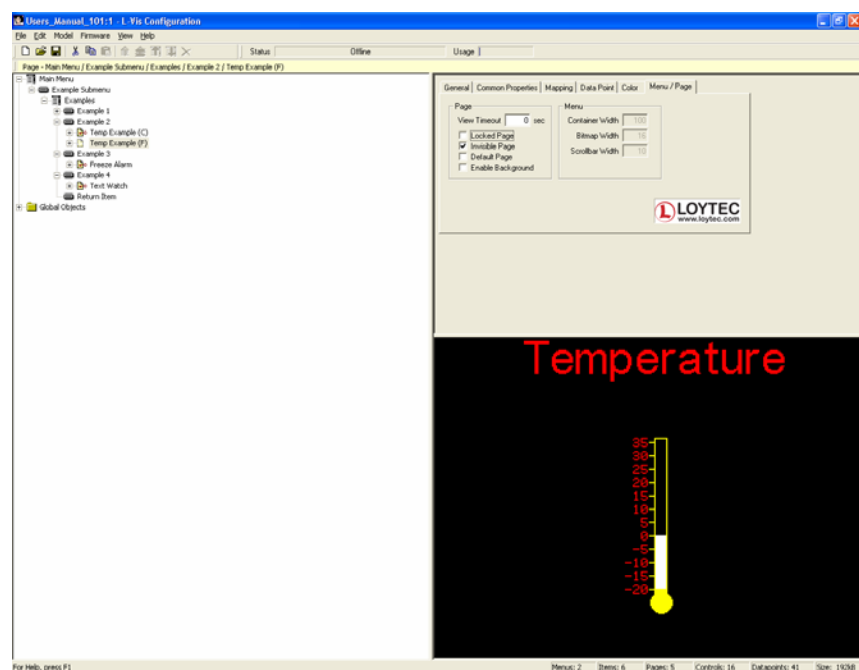 Users_Manual_101:1 - L-Vis Configuration
File Edit Model Firmware View Help
Status Offline Usage
Page - Main Menu / Example Submenu / Examples / Example 2 / Temp Example (F)
Main Menu
Example Submenu
Examples
Example 1
Example 2
Temp Example (C)
Temp Example (F)
Example 3
Freeze Alarm
Example 4
Text Watch
Return Item
Global Objects
General Common Properties Mapping Data Point Color Menu / Page
Page
View Timeout 0 sec
Locked Page
Invisible Page
Default Page
Enable Background
Menu
Container Width 100
Bitmap Width 16
Scrollbar Width 10
L LOYTEC
www.loytec.com
Temperature
35
30
25
20
15
10
5
0
-5
-10
-15
-20
For Help, press F1
Menus: 2 Items: 6 Pages: 5 Controls: 16 Datapoints: 41 Size: 192kB